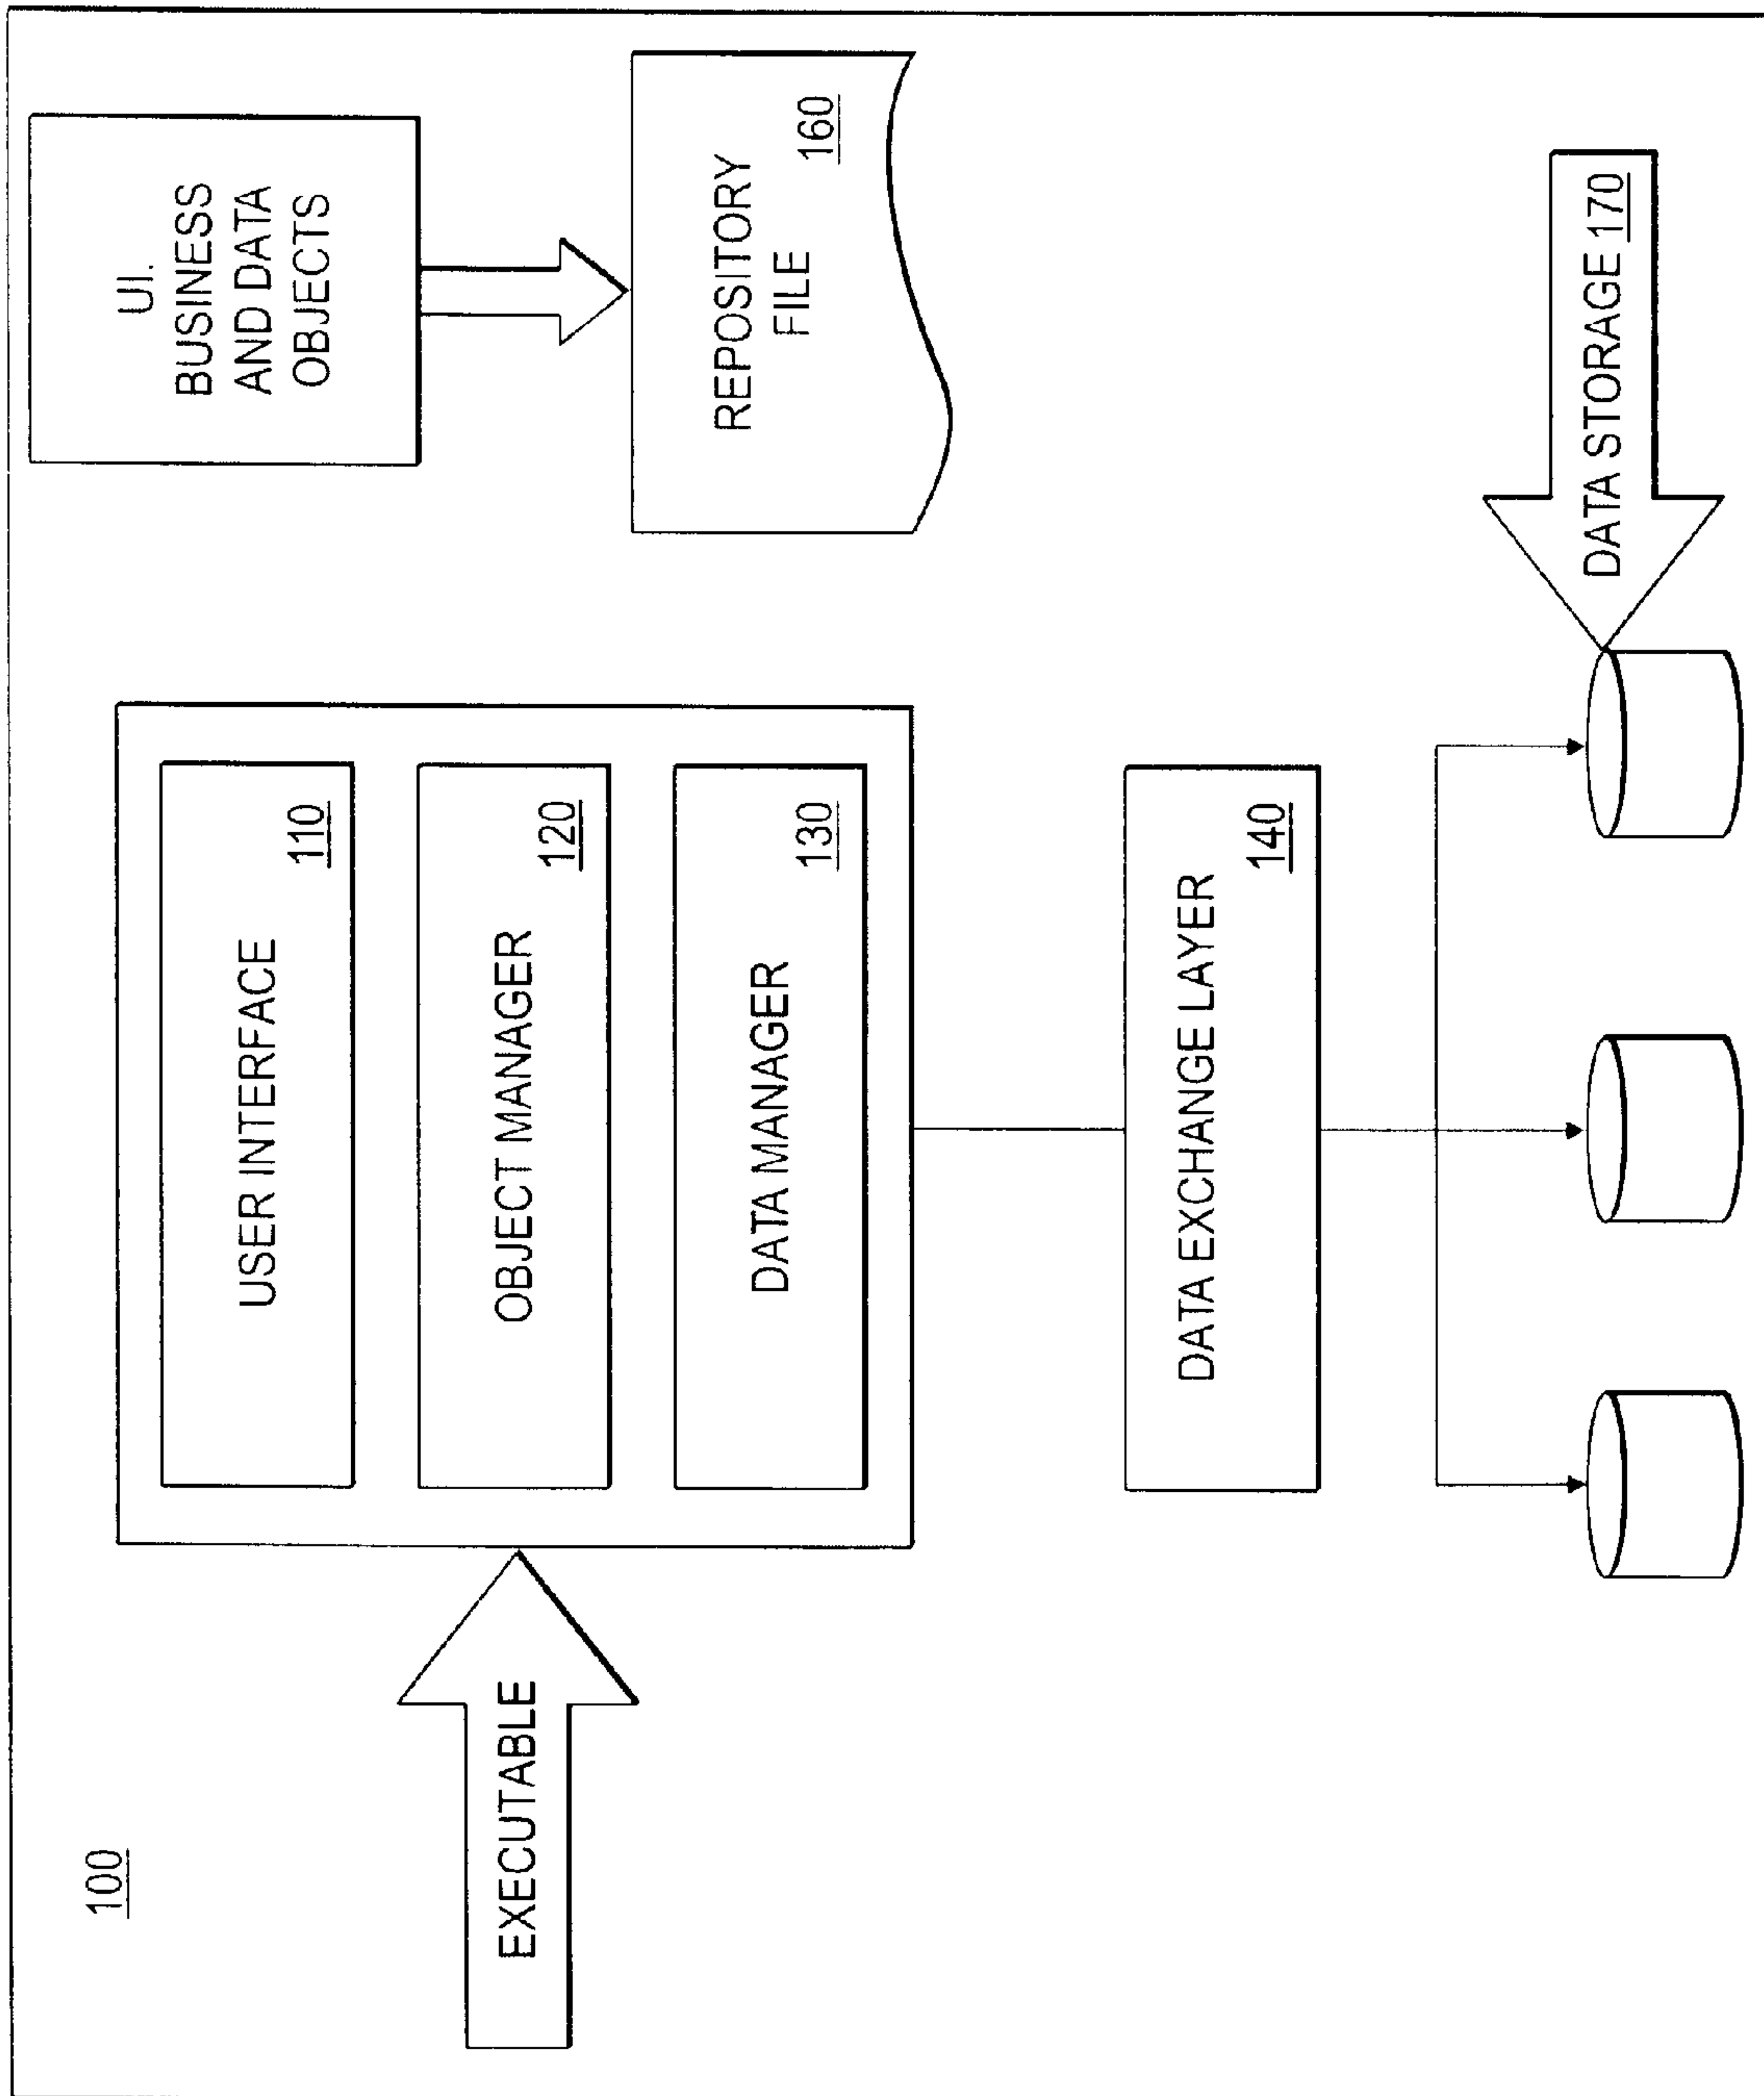 100
EXECUTABLE
USER INTERFACE
110
OBJECT MANAGER
120
DATA MANAGER
130
DATA EXCHANGE LAYER
140
UI.
BUSINESS
AND DATA
OBJECTS
REPOSITORY
FILE
160
DATA STORAGE 170